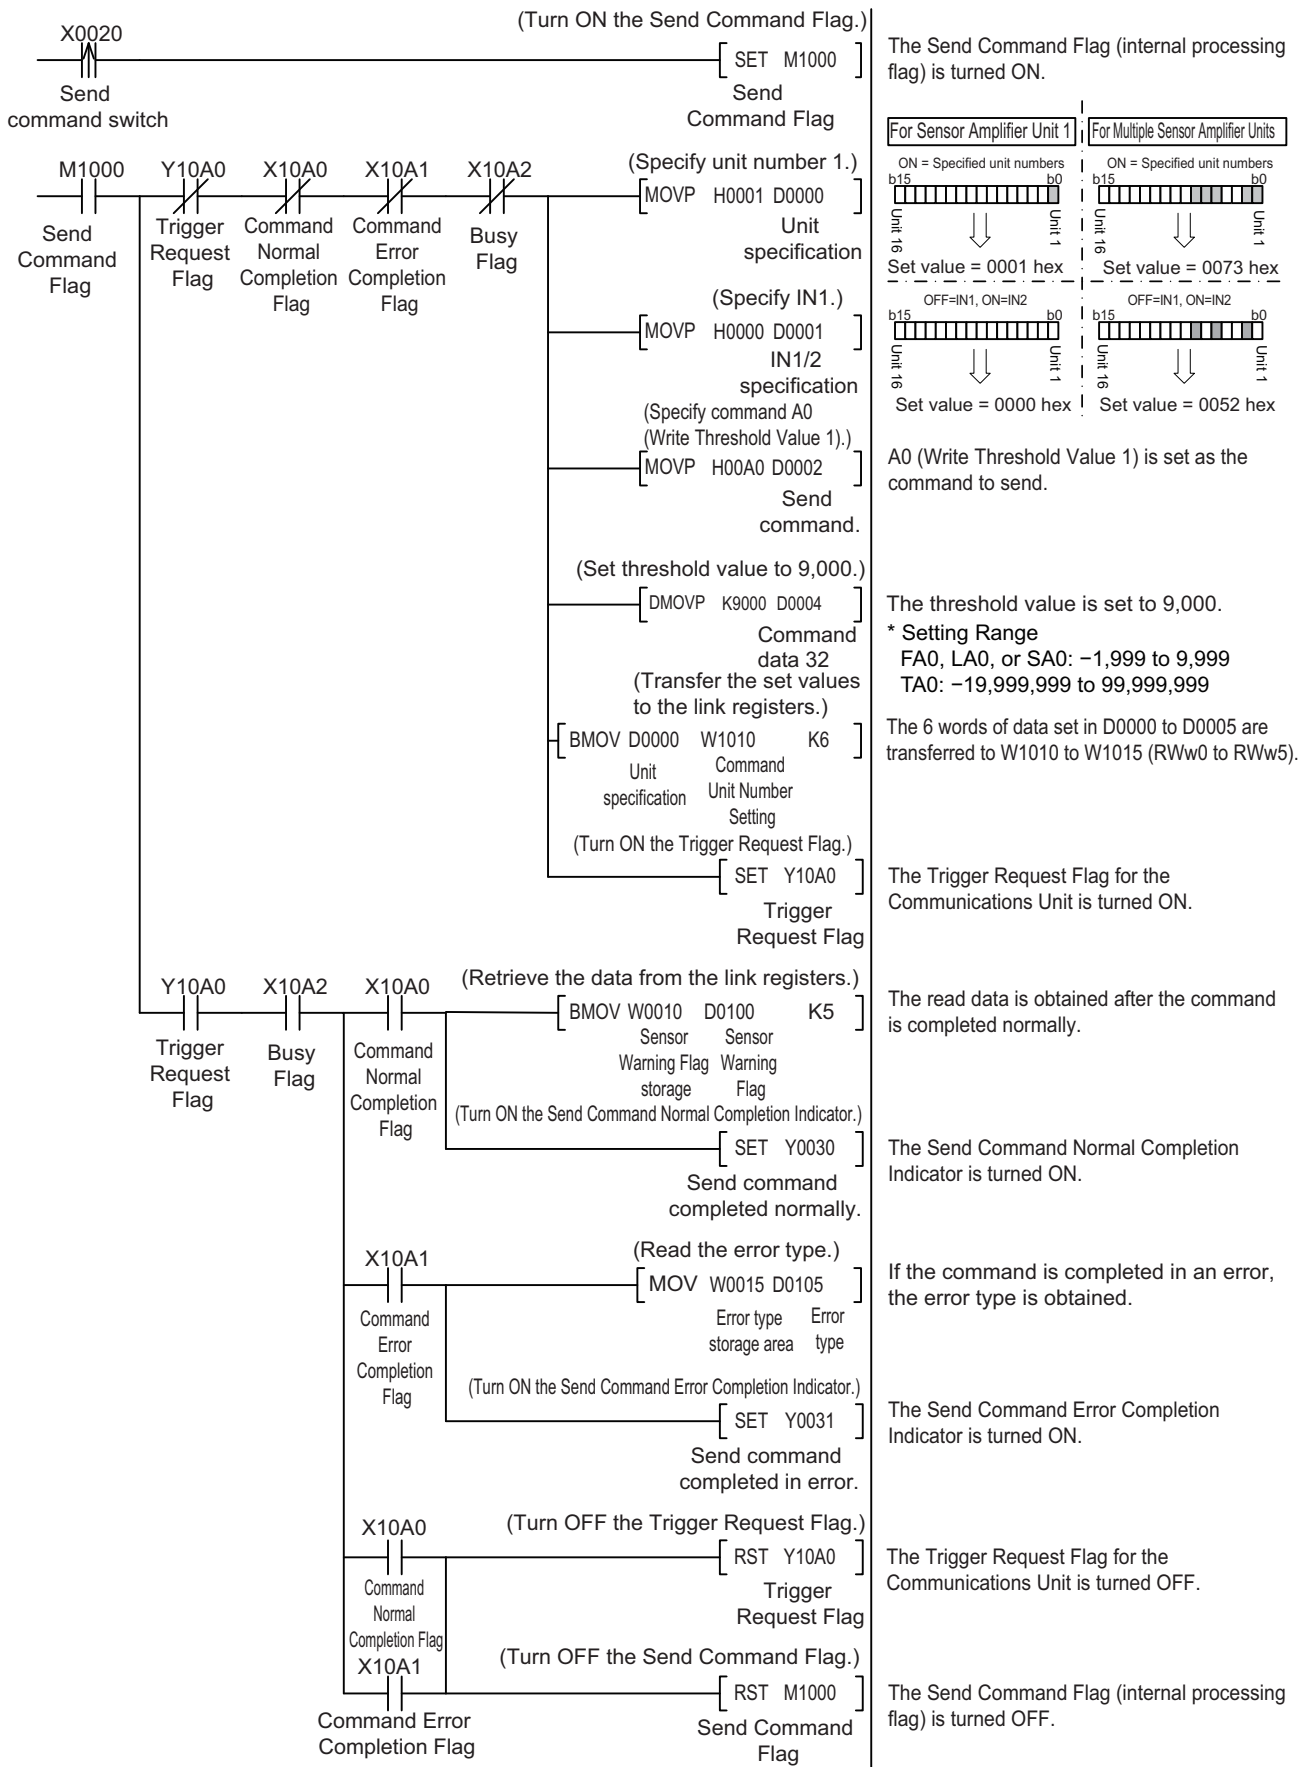 (Turn ON the Send Command Flag.)
X0020
SET M1000
Send
command switch
Send
Command Flag
The Send Command Flag (internal processing
flag) is turned ON.
For Sensor Amplifier Unit 1
For Multiple Sensor Amplifier Units
ON = Specified unit numbers
b15 b0
Unit 16
Unit 1
Set value = 0001 hex
ON = Specified unit numbers
b15 b0
Unit 16
Unit 1
Set value = 0073 hex
OFF=IN1, ON=IN2
b15 b0
Unit 16
Unit 1
Set value = 0000 hex
OFF=IN1, ON=IN2
b15 b0
Unit 16
Unit 1
Set value = 0052 hex
M1000
Send
Command
Flag
Y10A0
Trigger
Request
Flag
X10A0
Command
Normal
Completion
Flag
X10A1
Command
Error
Completion
Flag
X10A2
Busy
Flag
(Specify unit number 1.)
MOVP H0001 D0000
Unit
specification
(Specify IN1.)
MOVP H0000 D0001
IN1/2
specification
(Specify command A0
(Write Threshold Value 1).)
MOVP H00A0 D0002
Send
command.
A0 (Write Threshold Value 1) is set as the
command to send.
(Set threshold value to 9,000.)
DMOVP K9000 D0004
Command
data 32
The threshold value is set to 9,000.
* Setting Range
FA0, LA0, or SA0: −1,999 to 9,999
TA0: −19,999,999 to 99,999,999
(Transfer the set values
to the link registers.)
BMOV D0000 W1010 K6
Unit
specification
Command
Unit Number
Setting
The 6 words of data set in D0000 to D0005 are
transferred to W1010 to W1015 (RWw0 to RWw5).
(Turn ON the Trigger Request Flag.)
SET Y10A0
Trigger
Request Flag
The Trigger Request Flag for the
Communications Unit is turned ON.
Y10A0
Trigger
Request
Flag
X10A2
Busy
Flag
X10A0
Command
Normal
Completion
Flag
(Retrieve the data from the link registers.)
BMOV W0010 D0100 K5
Sensor
Warning Flag
storage
Sensor
Warning
Flag
The read data is obtained after the command
is completed normally.
(Turn ON the Send Command Normal Completion Indicator.)
SET Y0030
Send command
completed normally.
The Send Command Normal Completion
Indicator is turned ON.
X10A1
Command
Error
Completion
Flag
(Read the error type.)
MOV W0015 D0105
Error type
storage area
Error
type
If the command is completed in an error,
the error type is obtained.
(Turn ON the Send Command Error Completion Indicator.)
SET Y0031
Send command
completed in error.
The Send Command Error Completion
Indicator is turned ON.
X10A0
Command
Normal
Completion Flag
(Turn OFF the Trigger Request Flag.)
RST Y10A0
Trigger
Request Flag
The Trigger Request Flag for the
Communications Unit is turned OFF.
X10A1
Command Error
Completion Flag
(Turn OFF the Send Command Flag.)
RST M1000
Send Command
Flag
The Send Command Flag (internal processing
flag) is turned OFF.